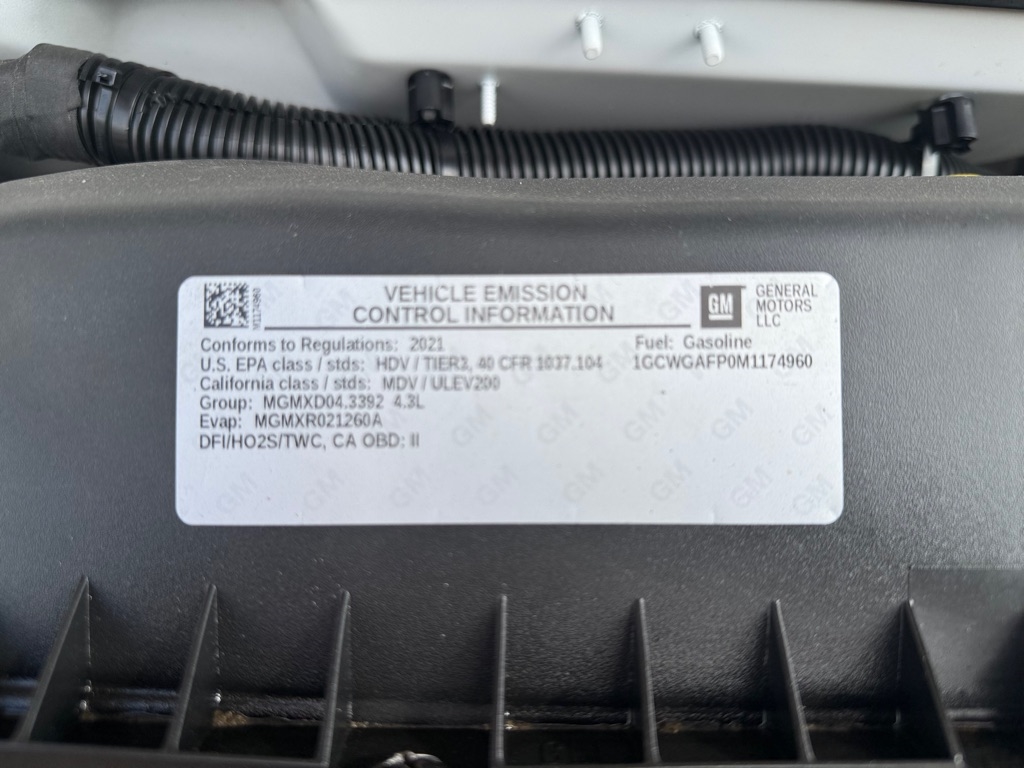 M1174960
VEHICLE EMISSION
CONTROL INFORMATION
GM
GENERAL
MOTORS
LLC
Conforms to Regulations: 2021
Fuel: Gasoline
U.S. EPA class / stds: HDV / TIER3, 40 CFR 1037.104
1GCWGAFP0M1174960
California class / stds: MDV / ULEV200
Group: MGMXD04.3392 4.3L
Evap: MGMXR021260A
DFI/HO2S/TWC, CA OBD: II